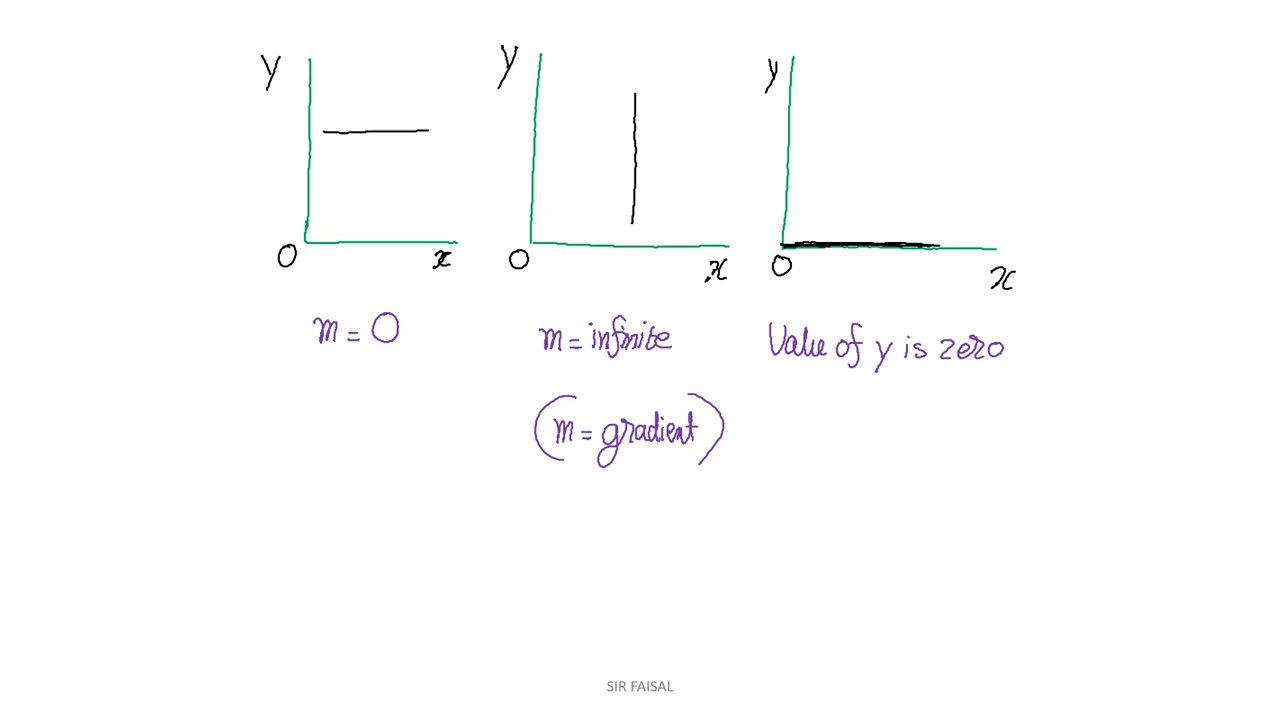 y
y
y
0
x
0
x
0
x
m = 0
m = infinite
Value of y is zero
(m = gradient)
SIR FAISAL